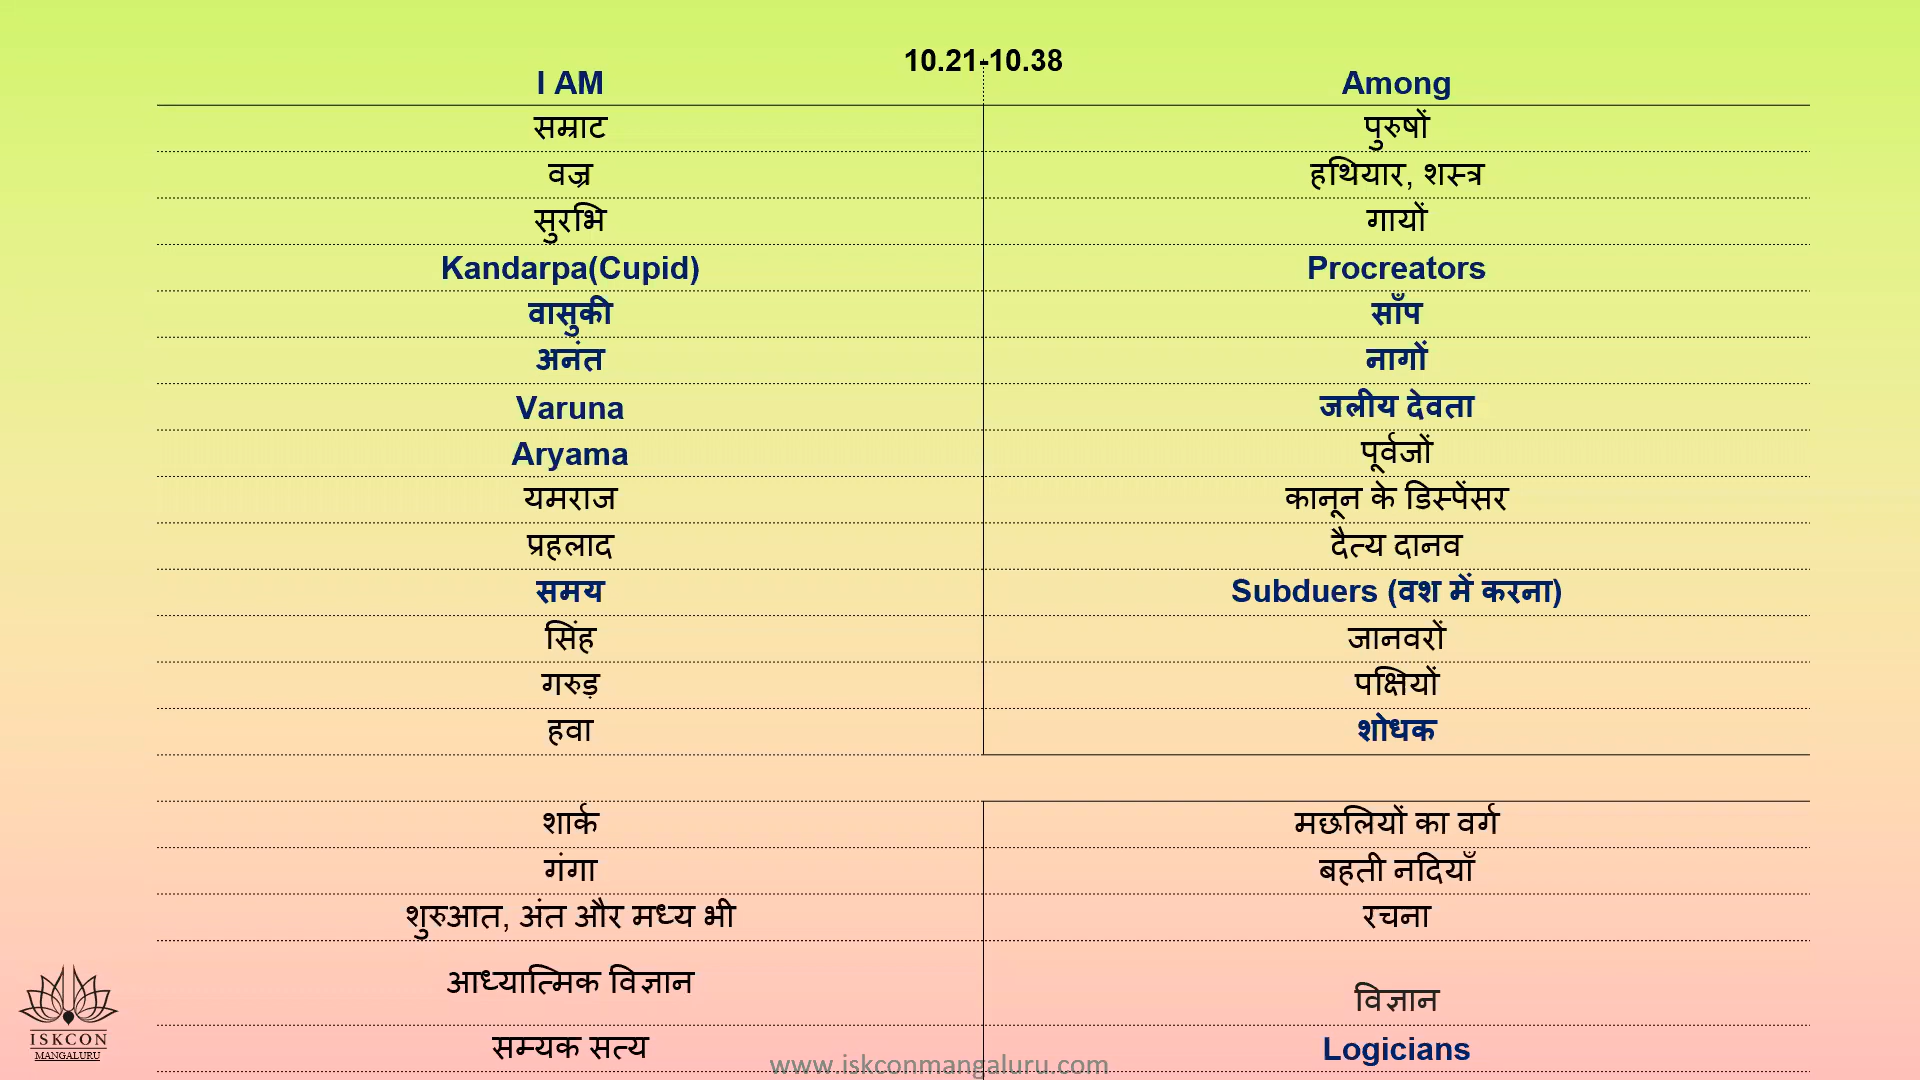 10.21-10.38
I AM Among
सम्राट पुरुषों
वज्र हथियार, शस्त्र
सुरभि गायों
Kandarpa(Cupid) Procreators
वासुकी साँप
अनंत नागों
Varuna जलीय देवता
Aryama पूर्वजों
यमराज कानून के डिस्पेंसर
प्रहलाद दैत्य दानव
समय Subduers (वश में करना)
सिंह जानवरों
गरुड़ पक्षियों
हवा शोधक
शार्क मछलियों का वर्ग
गंगा बहती नदियाँ
शुरुआत, अंत और मध्य भी रचना
आध्यात्मिक विज्ञान विज्ञान
सम्यक सत्य Logicians
ISKCON
MANGALURU
www.iskconmangaluru.com